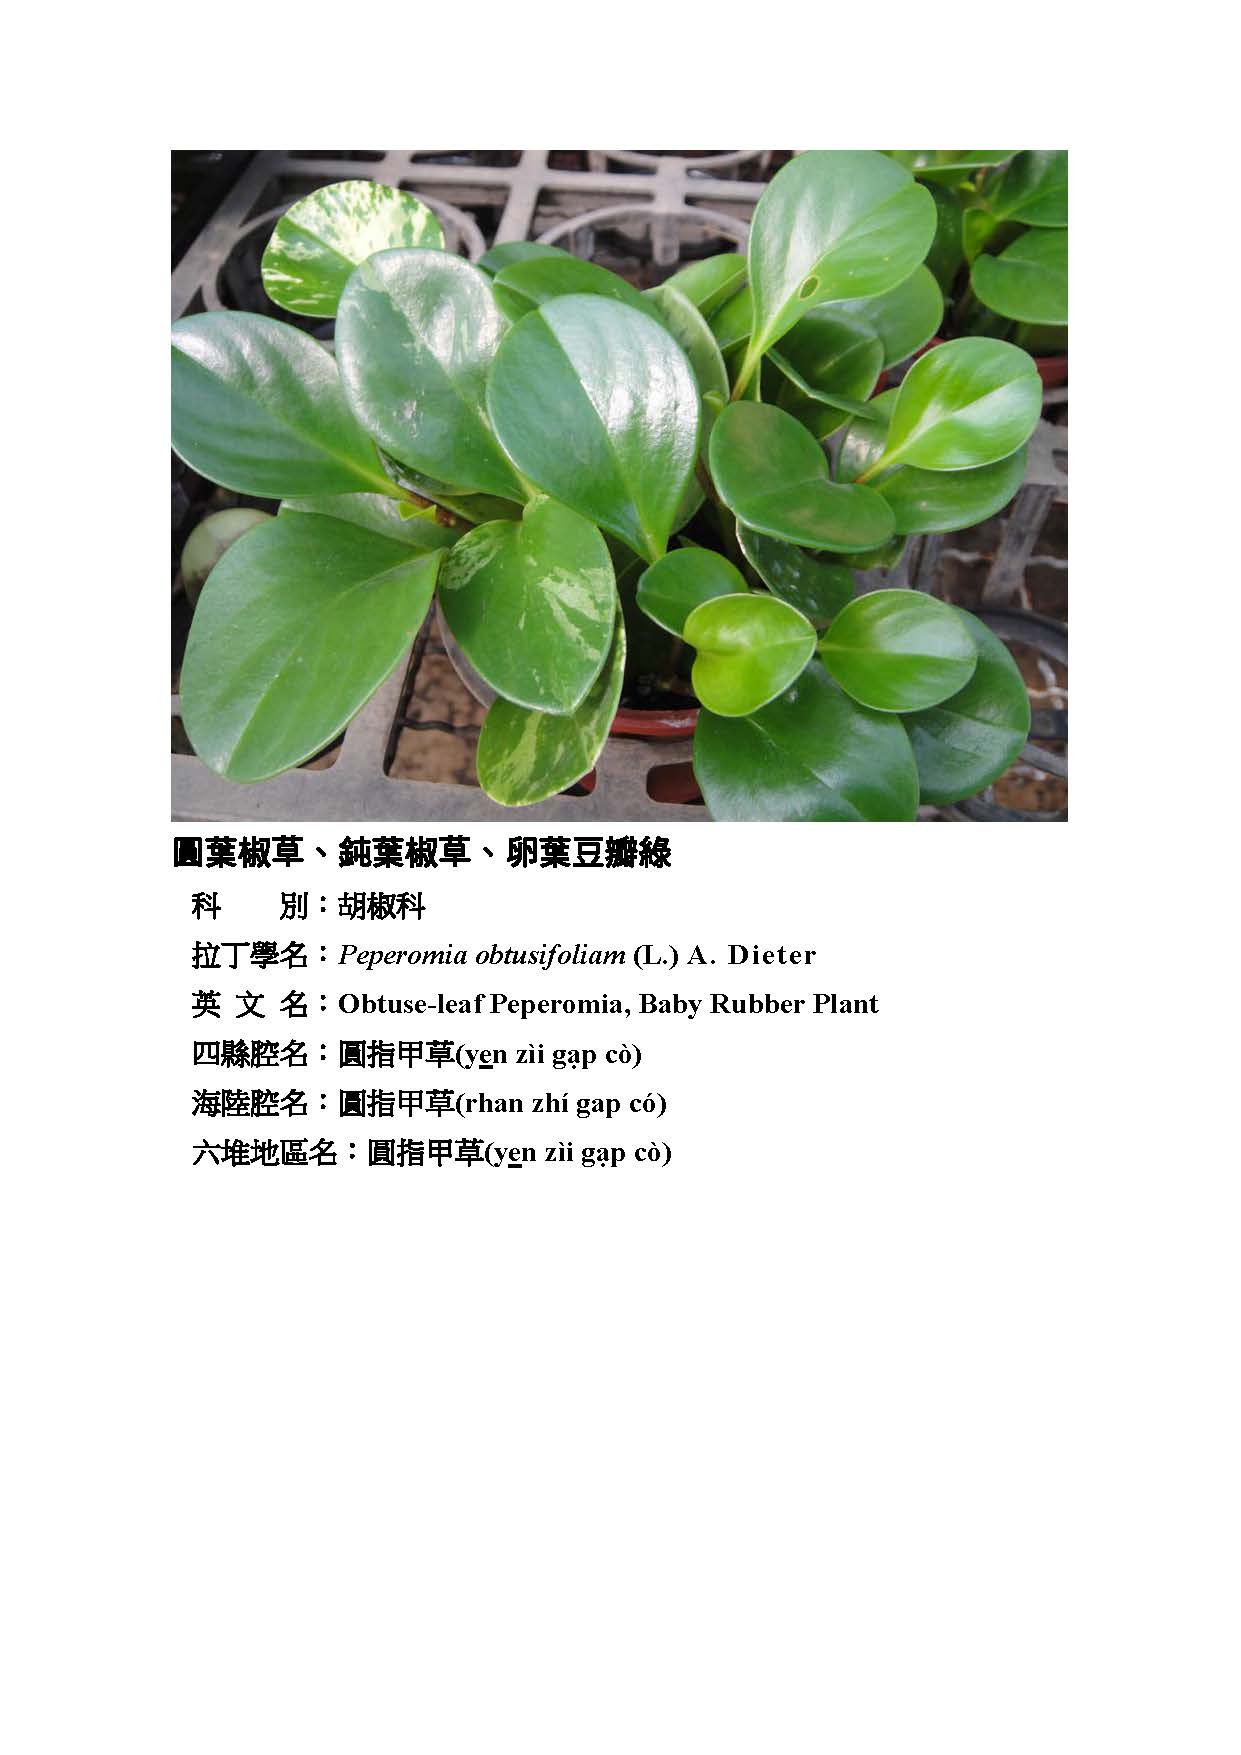 圓葉椒草、鈍葉椒草、卵葉豆瓣綠
科　　別：胡椒科
拉丁學名：Peperomia obtusifoliam (L.) A. Dieter
英 文 名：Obtuse-leaf Peperomia, Baby Rubber Plant
四縣腔名：圓指甲草(yen zìi gạp cò)
海陸腔名：圓指甲草(rhan zhí gap có)
六堆地區名：圓指甲草(yen zìi gạp cò)